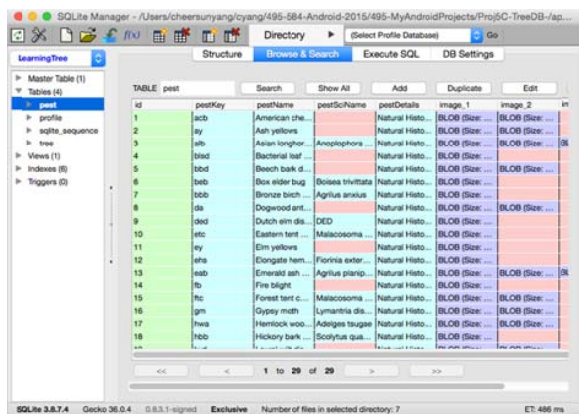 SQLite Manager - /Users/cheersunyang/cyang/495-584-Android-2015/495-MyAndroidProjects/Proj5C-TreeDB-/ap...
f(x) Directory (Select Profile Database) Go
LearningTree Structure Browse & Search Execute SQL DB Settings
Master Table (1)
Tables (4)
pest
profile
sqlite_sequence
tree
Views (1)
Indexes (6)
Triggers (0)
TABLE pest Search Show All Add Duplicate Edit
id pestKey pestName pestSciName pestDetails image_1 image_2 im
1 acb American che... Natural Histo... BLOB (Size: ... BLOB (Size: ...
2 ay Ash yellows Natural Histo... BLOB (Size: ... BLOB (Size: ...
3 alb Asian longhor... Anoplophora ... Natural Histo... BLOB (Size: ... BLOB (Size: ...
4 blsd Bacterial leaf ... Natural Histo... BLOB (Size: ...
5 bbd Beech bark d... Natural Histo... BLOB (Size: ... BLOB (Size: ...
6 beb Box elder bug Boisea trivittata Natural Histo... BLOB (Size: ...
7 bbb Bronze birch ... Agrilus anxius Natural Histo... BLOB (Size: ...
8 da Dogwood ant... Natural Histo... BLOB (Size: ... BLOB (Size: ...
9 ded Dutch elm dis... DED Natural Histo... BLOB (Size: ...
10 etc Eastern tent ... Malacosoma ... Natural Histo... BLOB (Size: ...
11 ey Elm yellows Natural Histo... BLOB (Size: ...
12 ehs Elongate hem... Fiorinia exter... Natural Histo... BLOB (Size: ...
13 eab Emerald ash ... Agrilus planip... Natural Histo... BLOB (Size: ... BLOB (Size: ...
14 fb Fire blight Natural Histo... BLOB (Size: ...
15 ftc Forest tent c... Malacosoma ... Natural Histo... BLOB (Size: ...
16 gm Gypsy moth Lymantria dis... Natural Histo... BLOB (Size: ...
17 hwa Hemlock woo... Adelges tsugae Natural Histo... BLOB (Size: ... BLOB (Size: ...
18 hbb Hickory bark ... Scolytus qua... Natural Histo... BLOB (Size: ...
<< < 1 to 29 of 29 > >>
SQLite 3.8.7.4 Gecko 36.0.4 0.8.3.1-signed Exclusive Number of files in selected directory: 7 ET: 486 ms